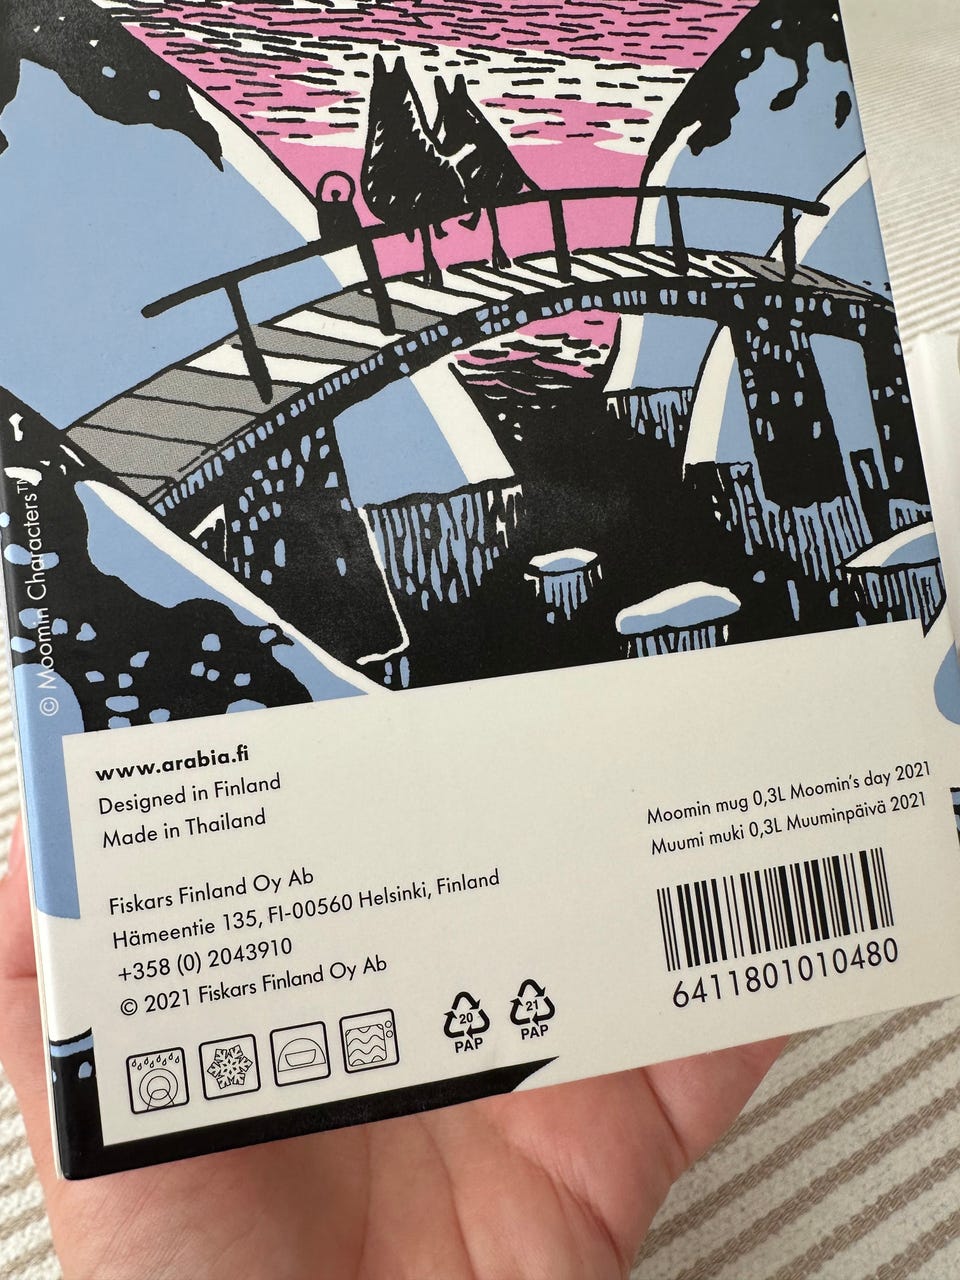 © Moomin Characters™
www.arabia.fi
Designed in Finland
Made in Thailand
Fiskars Finland Oy Ab
Hämeentie 135, FI-00560 Helsinki, Finland
+358 (0) 2043910
© 2021 Fiskars Finland Oy Ab
20
PAP
21
PAP
Moomin mug 0,3L Moomin's day 2021
Muumi muki 0,3L Muuminpäivä 2021
6411801010480